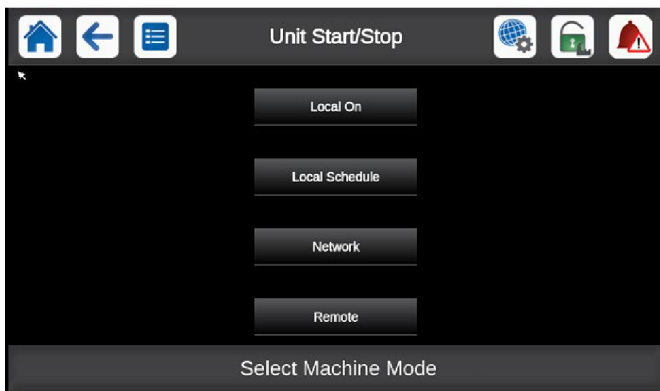 Unit Start/Stop
Local On
Local Schedule
Network
Remote
Select Machine Mode